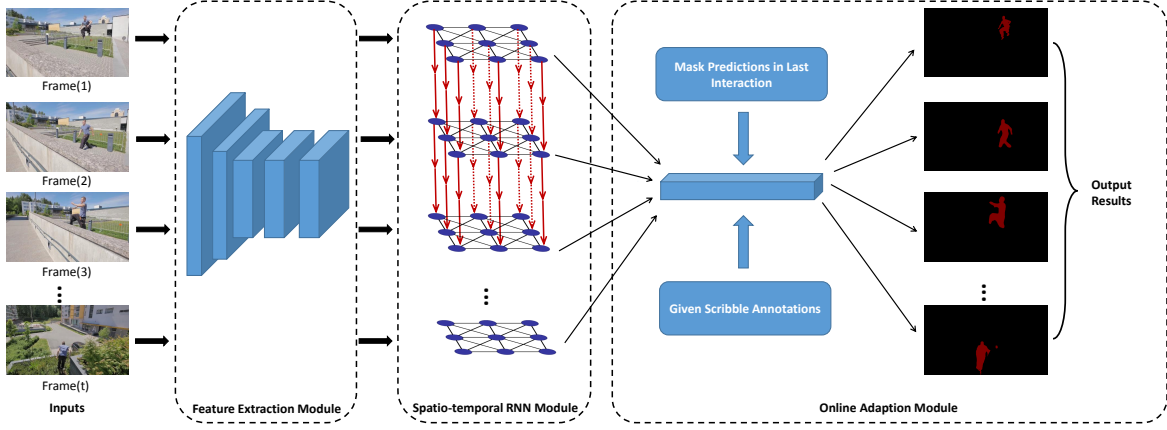 Frame(1)
Frame(2)
Frame(3)
Frame(t)
Inputs
Feature Extraction Module
Spatio-temporal RNN Module
Mask Predictions in Last
Interaction
Given Scribble Annotations
Online Adaption Module
Output
Results